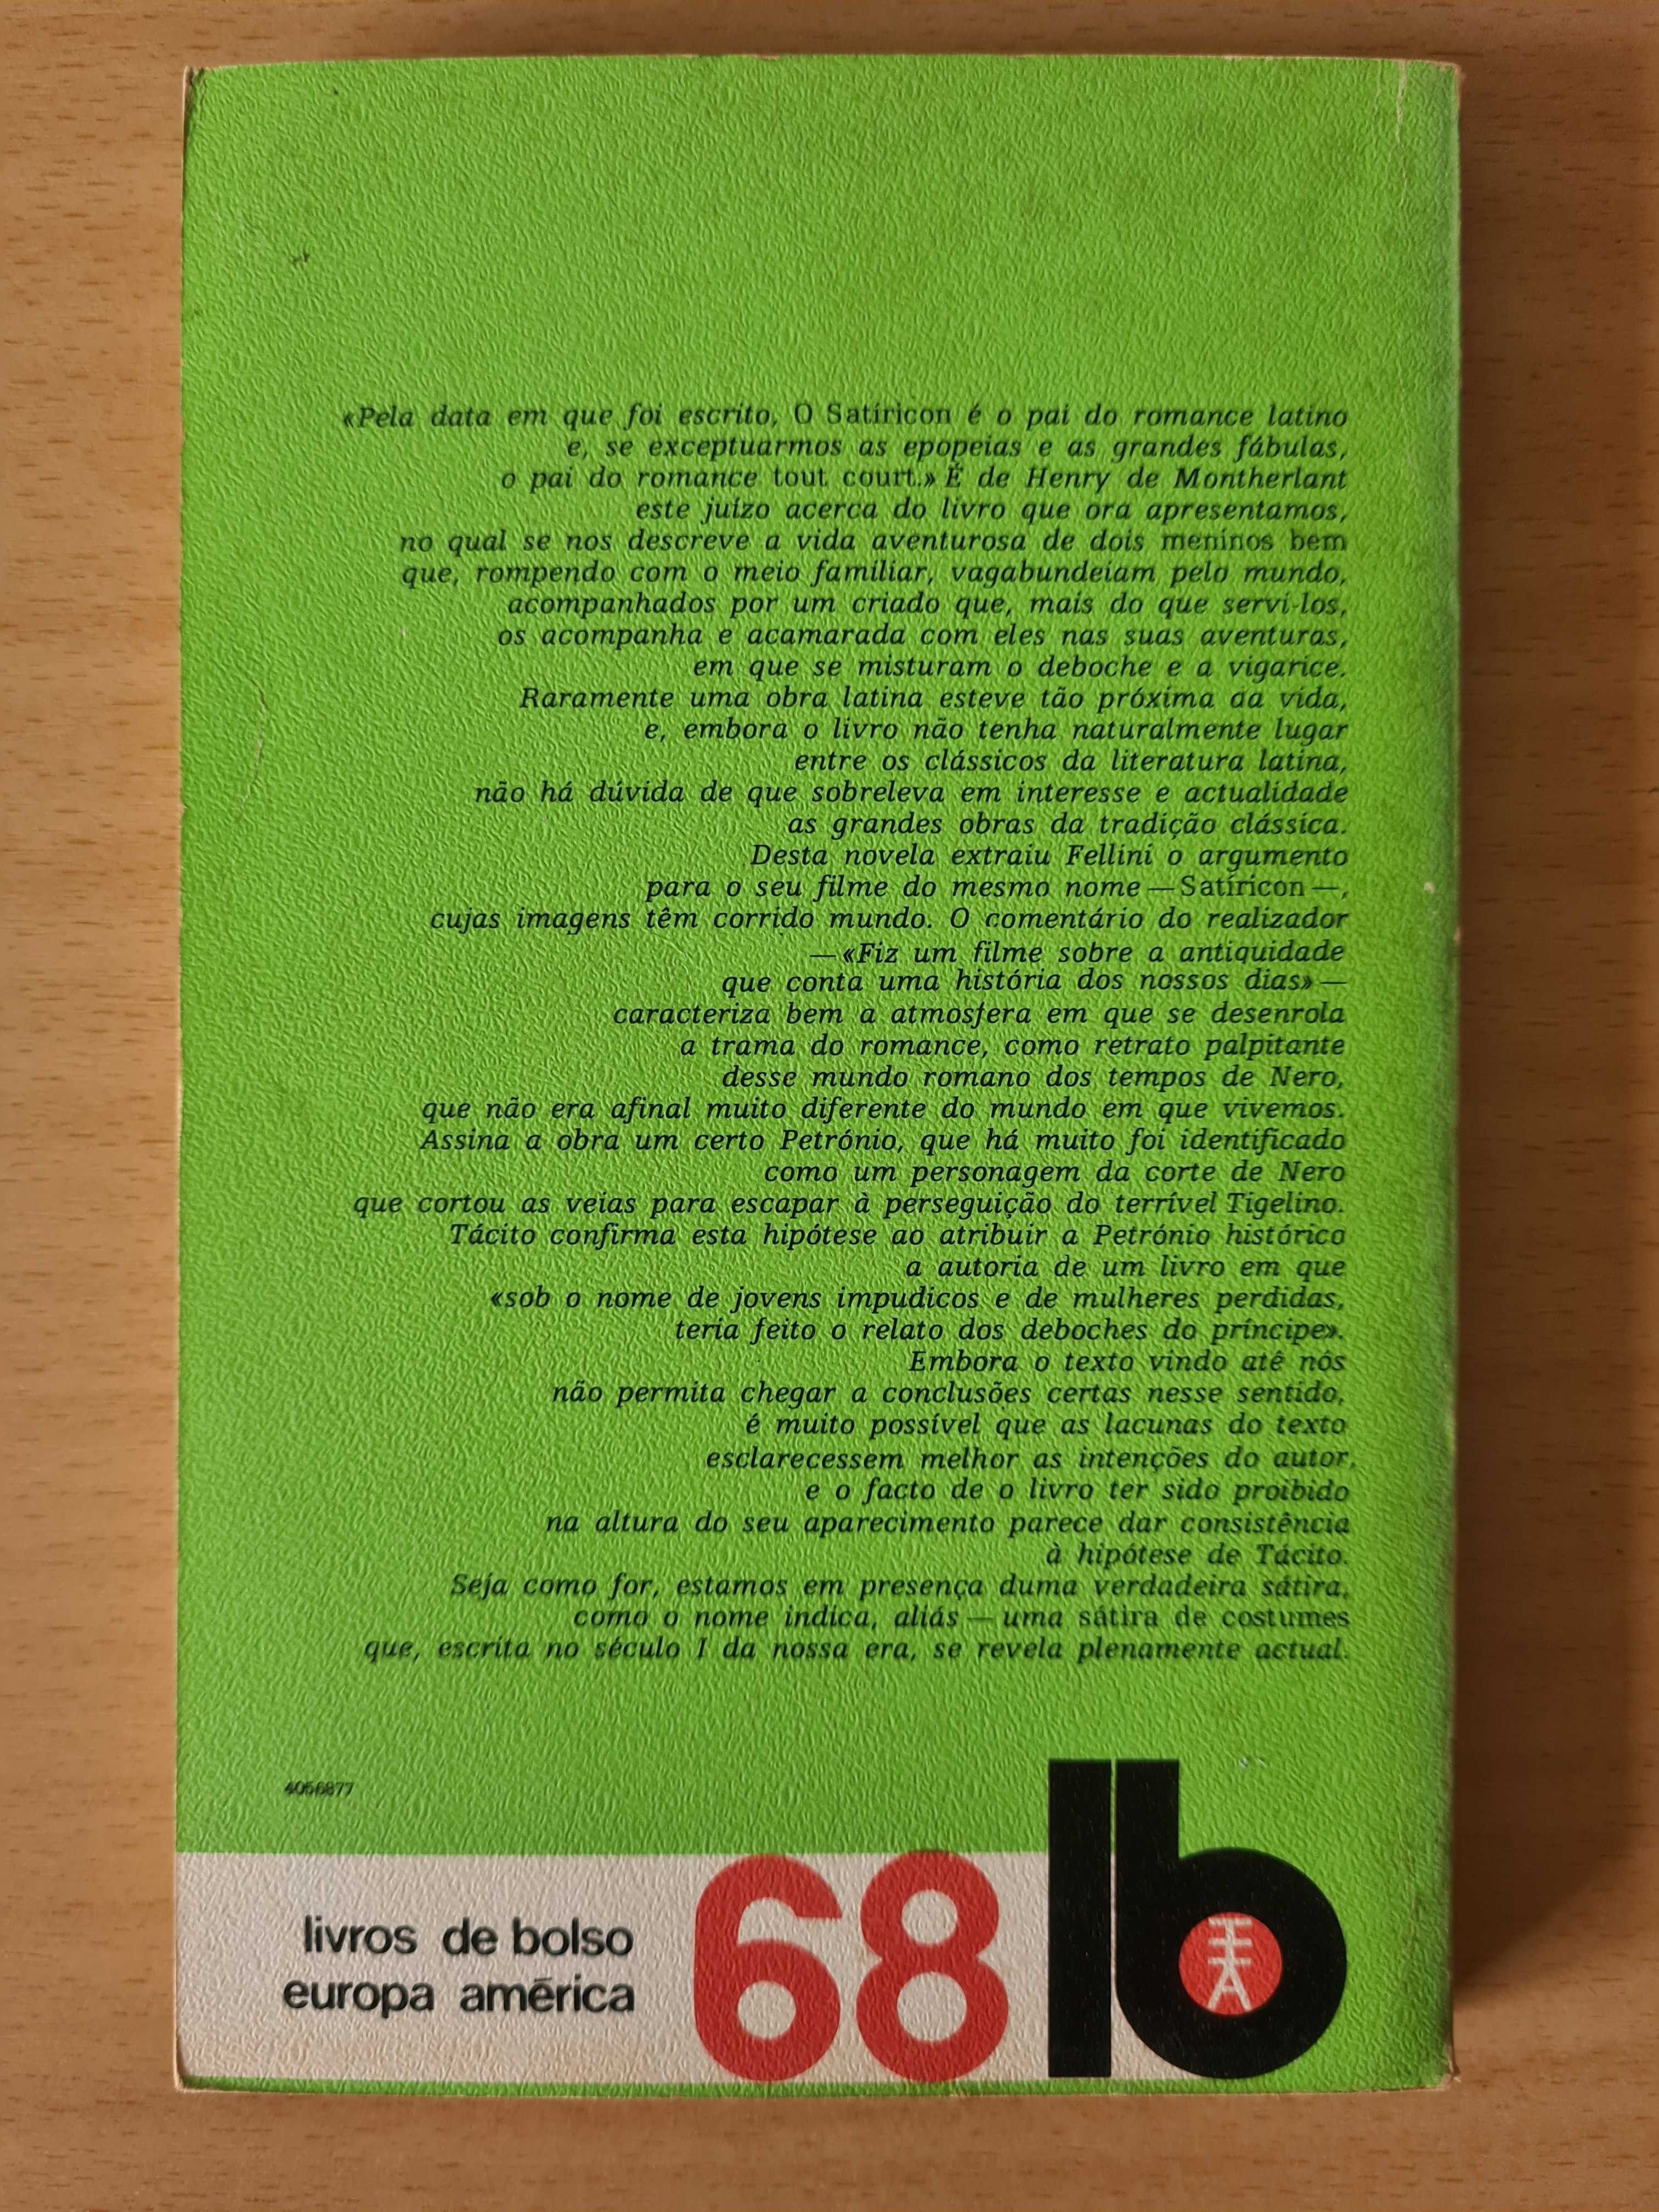 «Pela data em que foi escrito, O Satíricon é o pai do romance latino
e, se exceptuarmos as epopeias e as grandes fábulas,
o pai do romance tout court.» É de Henry de Montherlant
este juízo acerca do livro que ora apresentamos,
no qual se nos descreve a vida aventurosa de dois meninos bem
que, rompendo com o meio familiar, vagabundeiam pelo mundo,
acompanhados por um criado que, mais do que servi-los,
os acompanha e acamarada com eles nas suas aventuras,
em que se misturam o deboche e a vigarice.
Raramente uma obra latina esteve tão próxima da vida,
e, embora o livro não tenha naturalmente lugar
entre os clássicos da literatura latina,
não há dúvida de que sobreleva em interesse e actualidade
as grandes obras da tradição clássica.
Desta novela extraiu Fellini o argumento
para o seu filme do mesmo nome — Satíricon —,
cujas imagens têm corrido mundo. O comentário do realizador
— «Fiz um filme sobre a antiquidade
que conta uma história dos nossos dias» —
caracteriza bem a atmosfera em que se desenrola
a trama do romance, como retrato palpitante
desse mundo romano dos tempos de Nero,
que não era afinal muito diferente do mundo em que vivemos.
Assina a obra um certo Petrónio, que há muito foi identificado
como um personagem da corte de Nero
que cortou as veias para escapar à perseguição do terrível Tigelino.
Tácito confirma esta hipótese ao atribuir a Petrónio histórico
a autoria de um livro em que
«sob o nome de jovens impudicos e de mulheres perdidas,
teria feito o relato dos deboches do príncipe».
Embora o texto vindo até nós
não permita chegar a conclusões certas nesse sentido,
é muito possível que as lacunas do texto
esclarecessem melhor as intenções do autor,
e o facto de o livro ter sido proibido
na altura do seu aparecimento parece dar consistência
à hipótese de Tácito.
Seja como for, estamos em presença duma verdadeira sátira,
como o nome indica, aliás — uma sátira de costumes
que, escrita no século I da nossa era, se revela plenamente actual.
4056877
livros de bolso
europa américa
68
lb